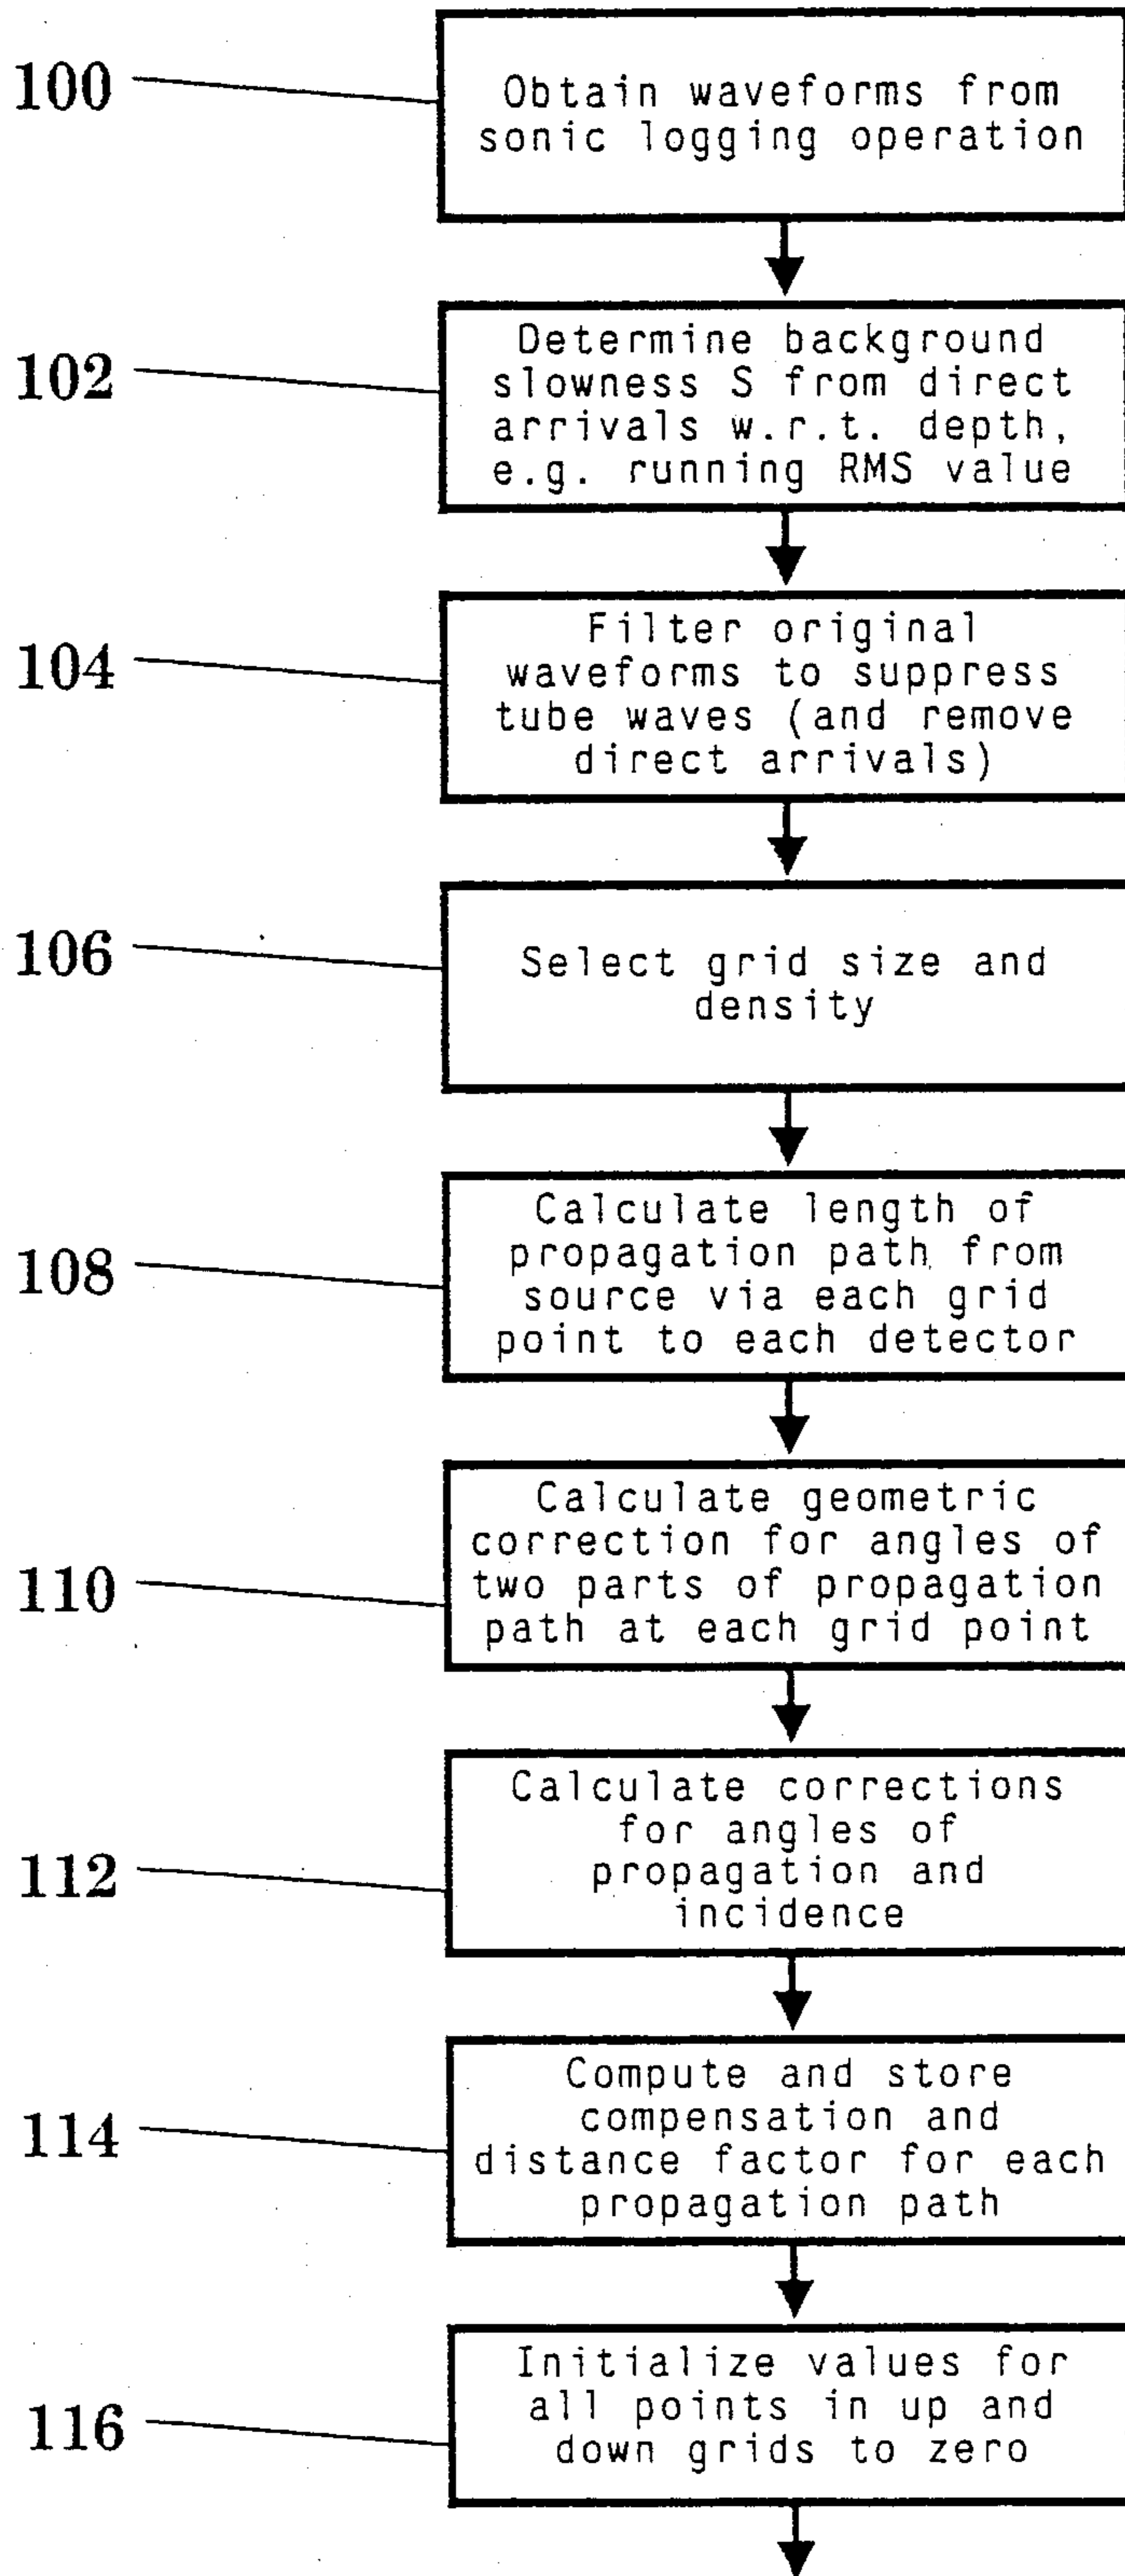 100
Obtain waveforms from
sonic logging operation
102
Determine background
slowness S from direct
arrivals w.r.t. depth,
e.g. running RMS value
104
Filter original
waveforms to suppress
tube waves (and remove
direct arrivals)
106
Select grid size and
density
108
Calculate length of
propagation path from
source via each grid
point to each detector
110
Calculate geometric
correction for angles of
two parts of propagation
path at each grid point
112
Calculate corrections
for angles of
propagation and
incidence
114
Compute and store
compensation and
distance factor for each
propagation path
116
Initialize values for
all points in up and
down grids to zero